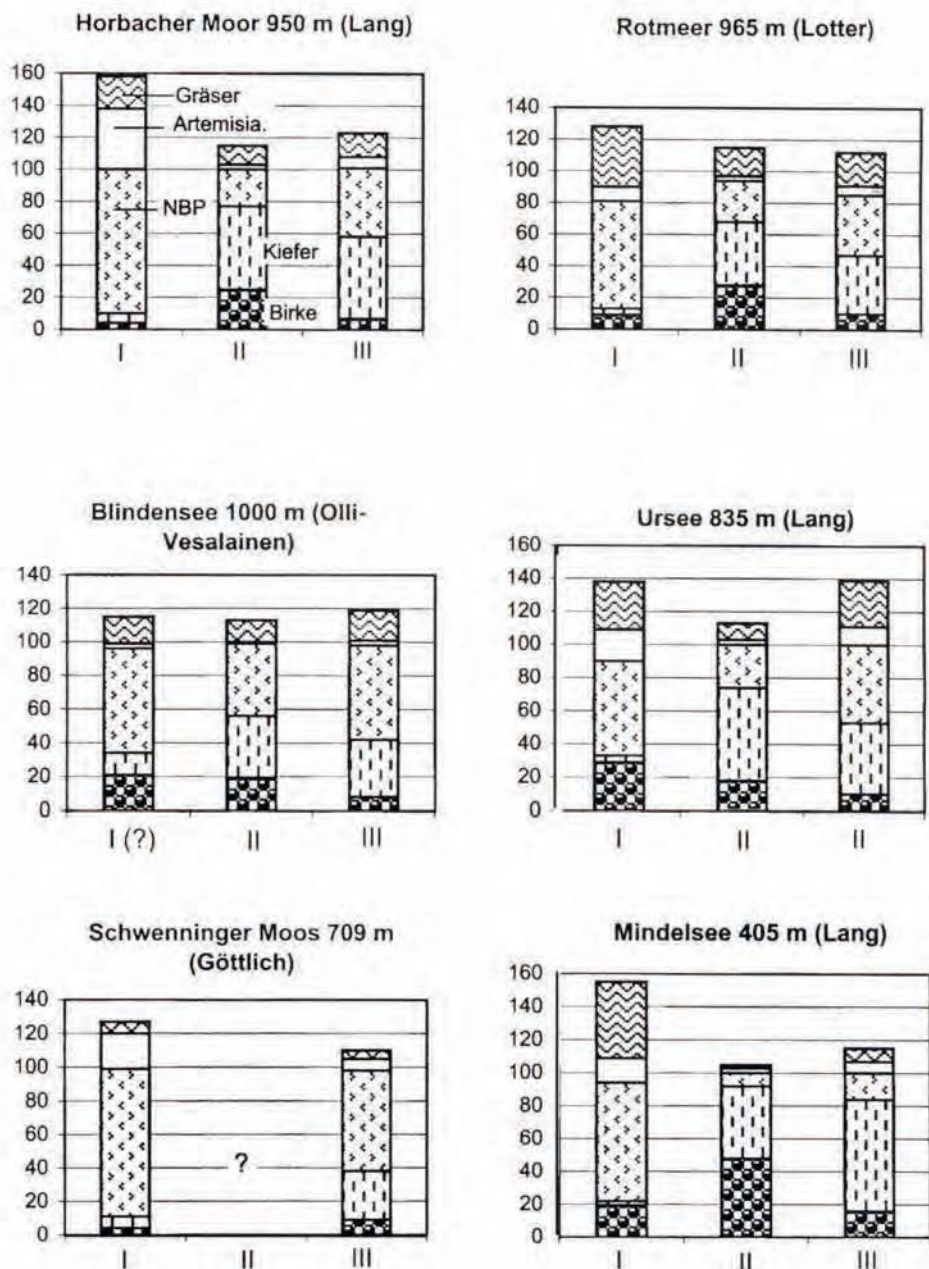 Horbacher Moor 950 m (Lang)
160
140
120
100
80
60
40
20
0
Gräser
Artemisia.
NBP
Kiefer
Birke
I II III
Rotmeer 965 m (Lotter)
140
120
100
80
60
40
20
0
I II III
Blindensee 1000 m (Olli-
Vesalainen)
140
120
100
80
60
40
20
0
I (?) II III
Ursee 835 m (Lang)
160
140
120
100
80
60
40
20
0
I II II
Schwenninger Moos 709 m
(Göttlich)
140
120
100
80
60
40
20
0
?
I II III
Mindelsee 405 m (Lang)
160
140
120
100
80
60
40
20
0
I II III